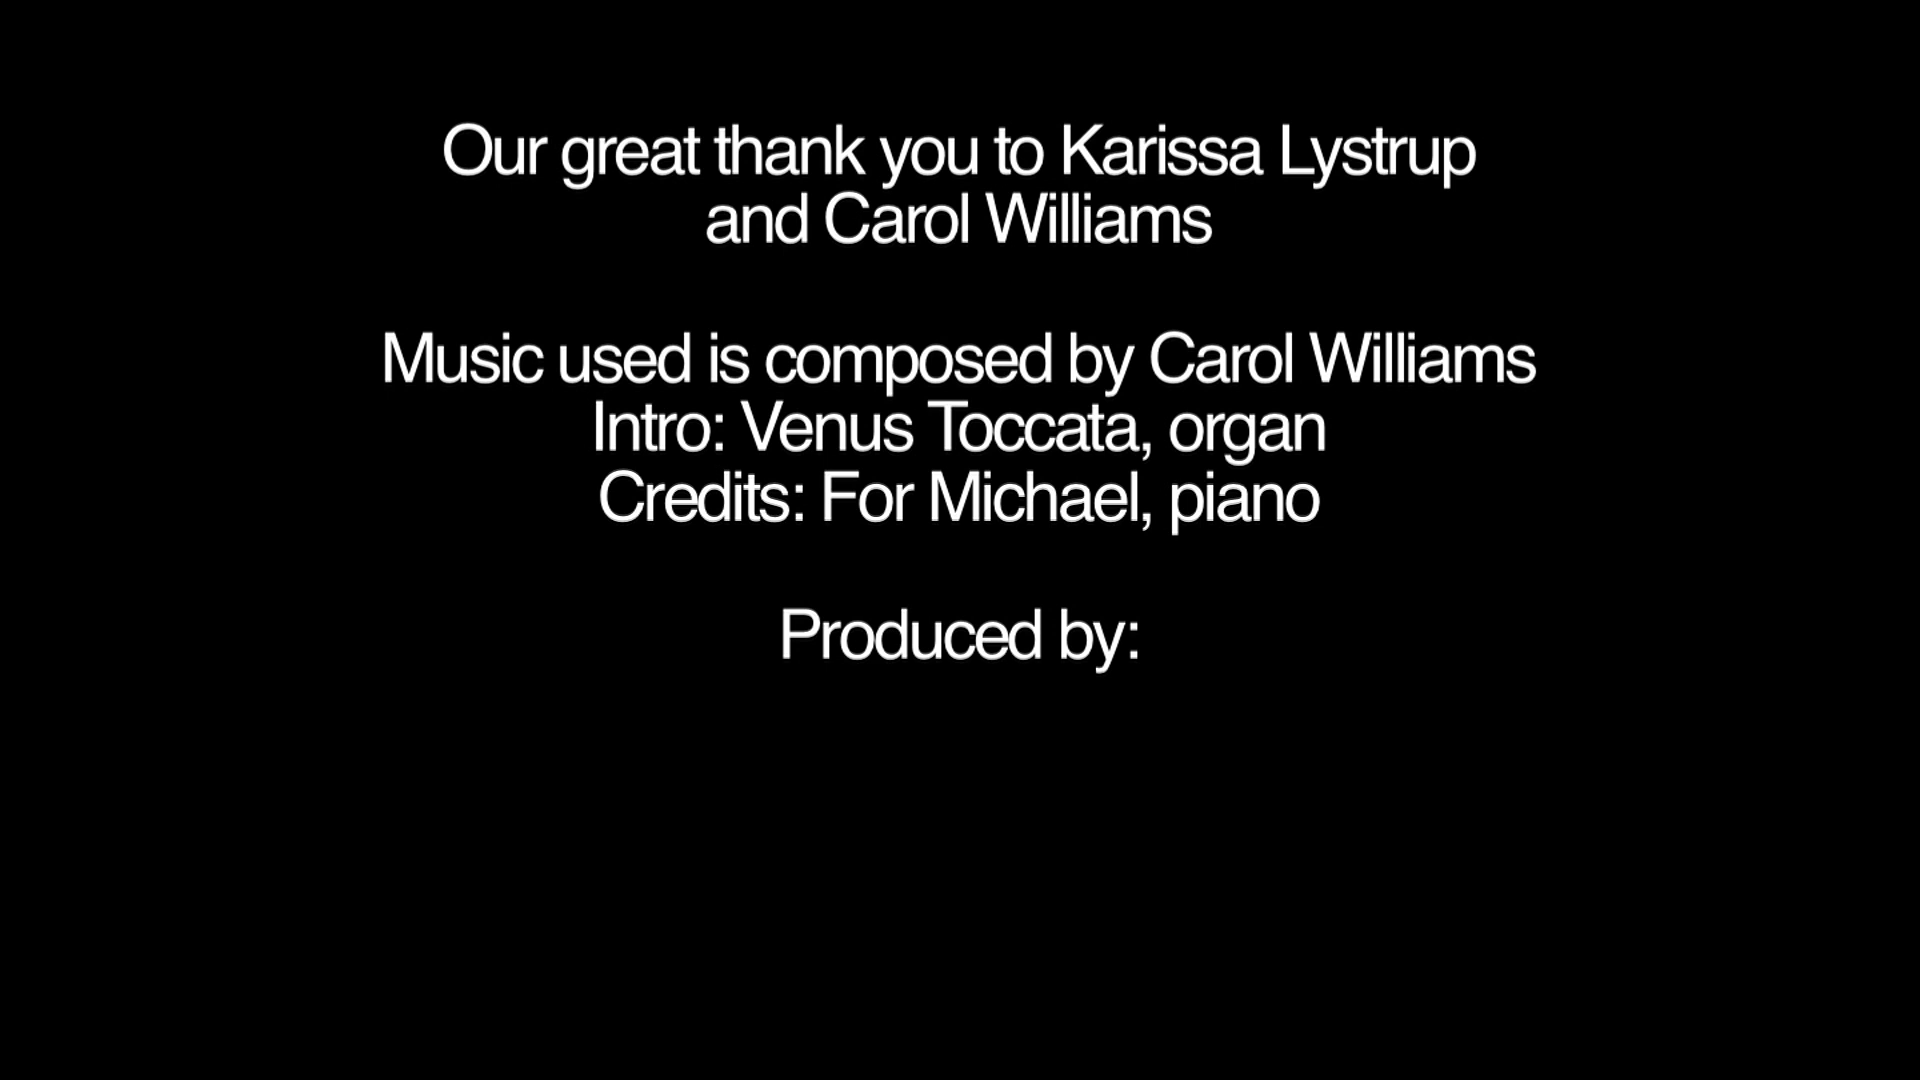 Our great thank you to Karissa Lystrup
and Carol Williams
Music used is composed by Carol Williams
Intro: Venus Toccata, organ
Credits: For Michael, piano
Produced by: